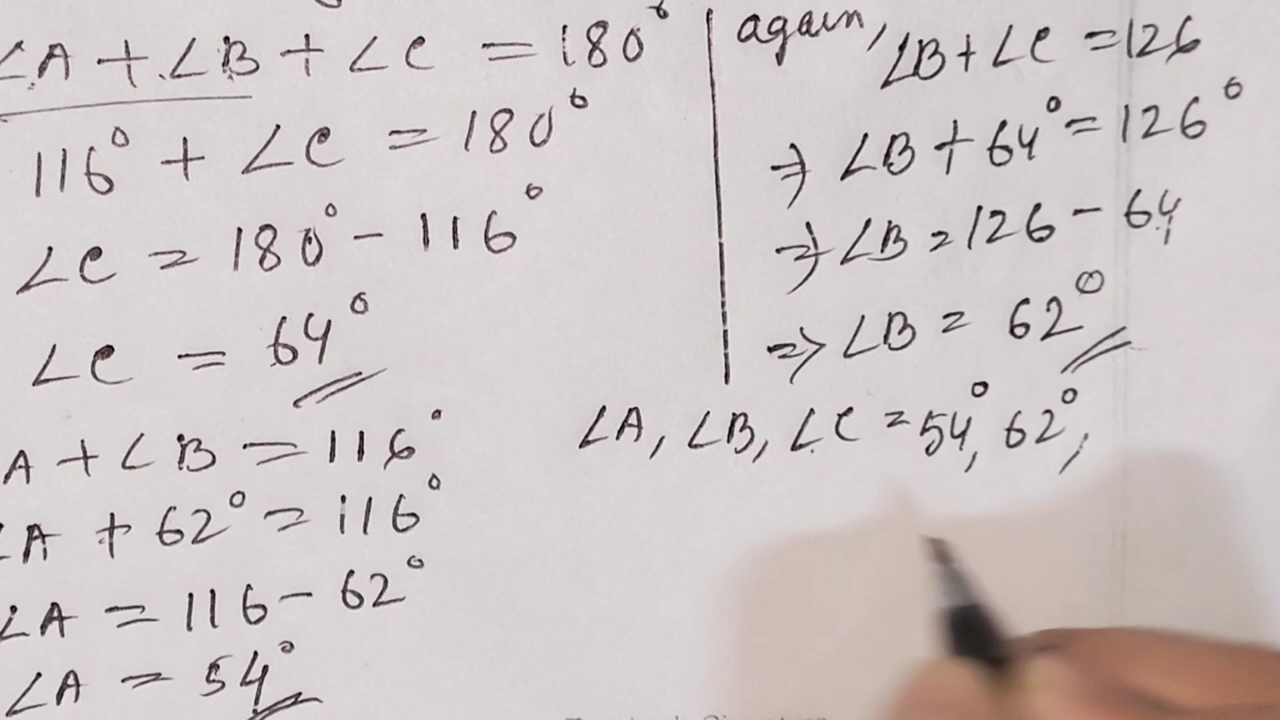 ∠A + ∠B + ∠C = 180°
116° + ∠C = 180°
∠C = 180° - 116°
∠C = 64°
A + ∠B = 116°
∠A + 62° = 116°
∠A = 116 - 62°
∠A = 54°
again, ∠B + ∠C = 126
⇒ ∠B + 64° = 126°
⇒ ∠B = 126 - 64
⇒ ∠B = 62°
∠A, ∠B, ∠C = 54°, 62°,